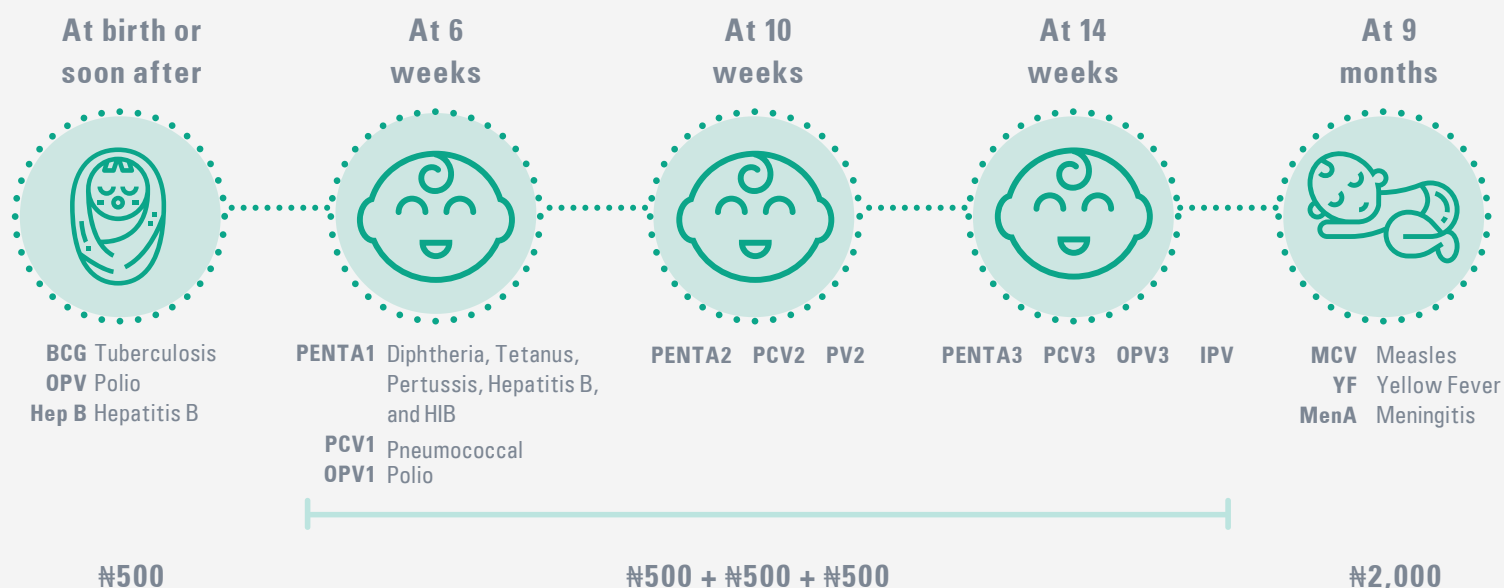 At birth or
soon after
At 6
weeks
At 10
weeks
At 14
weeks
At 9
months
BCG Tuberculosis
OPV Polio
Hep B Hepatitis B
PENTA1 Diphtheria, Tetanus,
Pertussis, Hepatitis B,
and HIB
PCV1 Pneumococcal
OPV1 Polio
PENTA2 PCV2 PV2
PENTA3 PCV3 OPV3 IPV
MCV Measles
YF Yellow Fever
MenA Meningitis
₦500
₦500 + ₦500 + ₦500
₦2,000